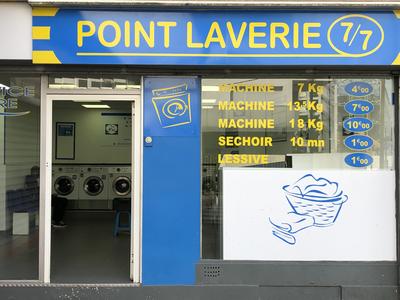 POINT LAVERIE 7/7
MACHINE 7 Kg 4€00
MACHINE 13 Kg 7€00
MACHINE 18 Kg 10€00
SECHOIR 10 mn 1€00
LESSIVE 1€00